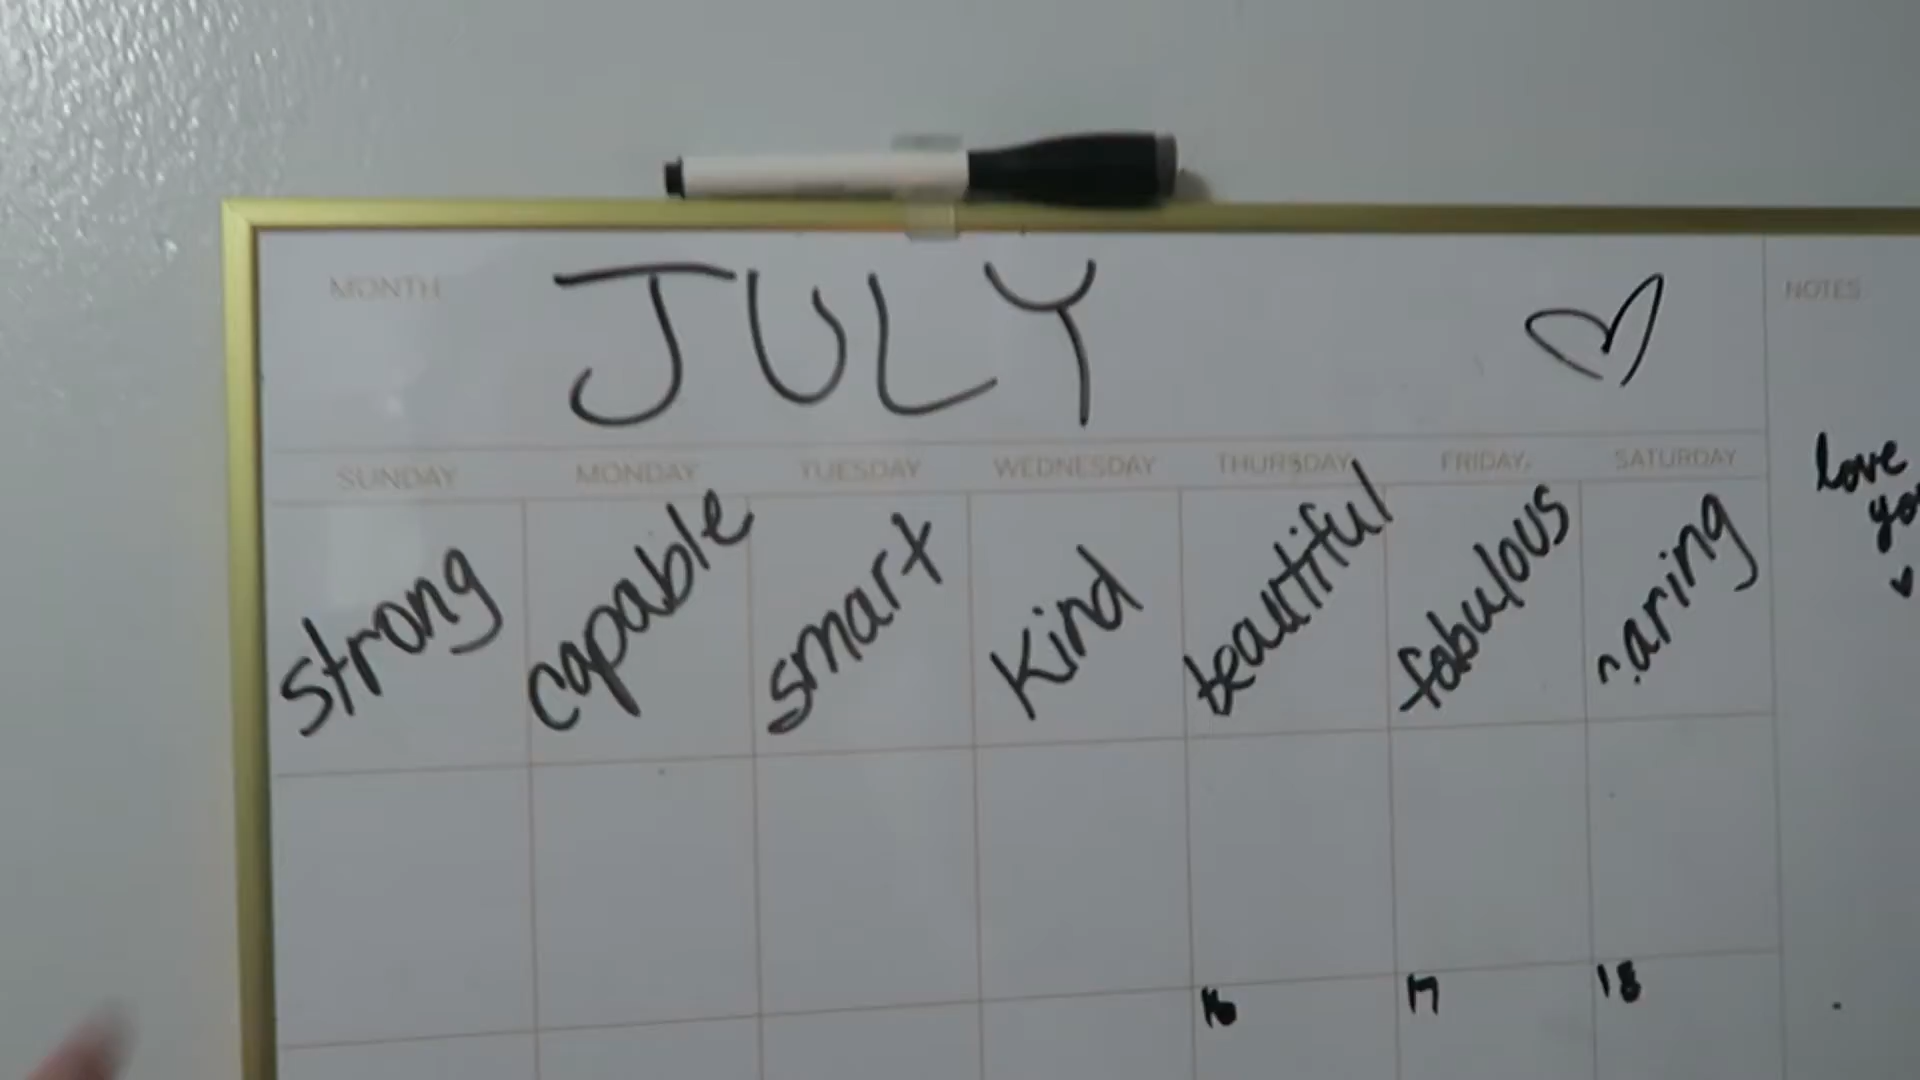 MONTH JULY
NOTES
SUNDAY MONDAY TUESDAY WEDNESDAY THURSDAY FRIDAY SATURDAY
strong capable smart kind beautiful fabulous
love
16 17 18